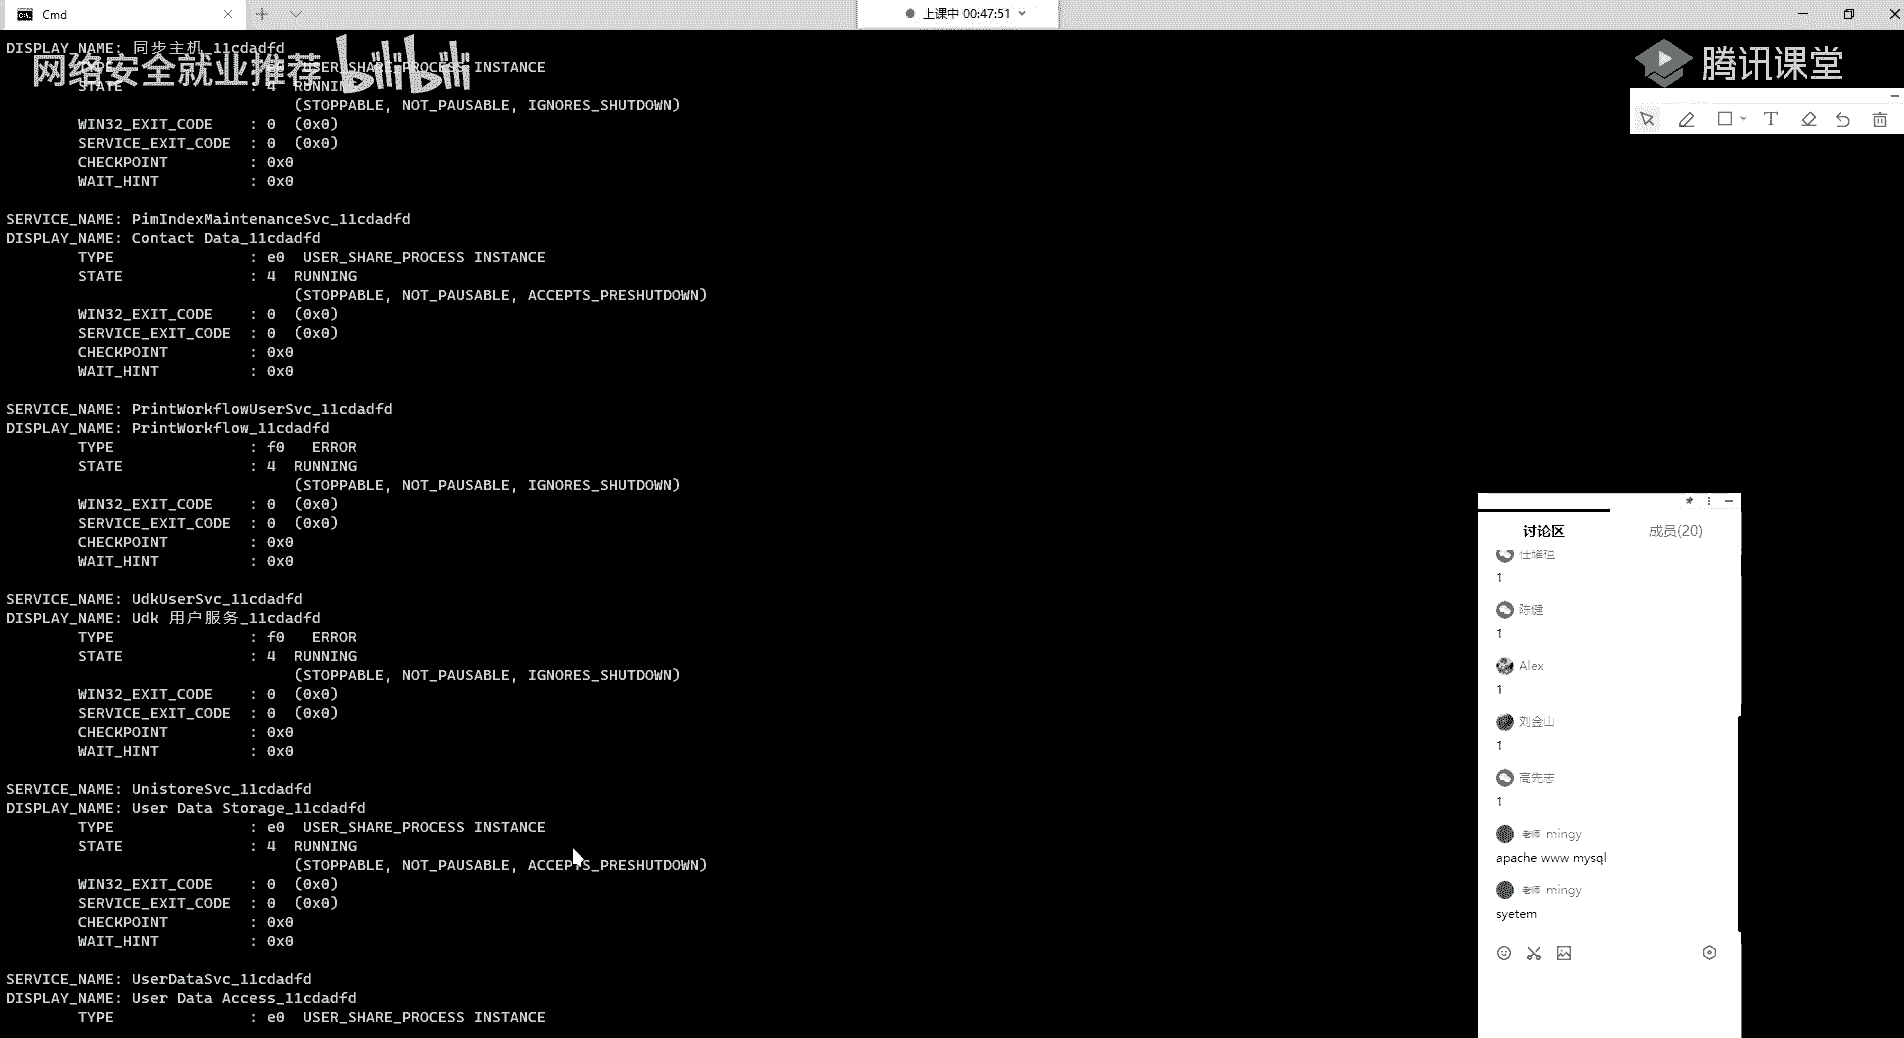 Cmd
上课中 00:47:51
DISPLAY_NAME: 同步主机_11cdadfd
网络安全就业推荐 bilibili
腾讯课堂
USER_SHARE_PROCESS INSTANCE
STATE : 4 RUNNING
(STOPPABLE, NOT_PAUSABLE, IGNORES_SHUTDOWN)
WIN32_EXIT_CODE : 0 (0x0)
SERVICE_EXIT_CODE : 0 (0x0)
CHECKPOINT : 0x0
WAIT_HINT : 0x0
SERVICE_NAME: PimIndexMaintenanceSvc_11cdadfd
DISPLAY_NAME: Contact Data_11cdadfd
TYPE : e0 USER_SHARE_PROCESS INSTANCE
STATE : 4 RUNNING
(STOPPABLE, NOT_PAUSABLE, ACCEPTS_PRESHUTDOWN)
WIN32_EXIT_CODE : 0 (0x0)
SERVICE_EXIT_CODE : 0 (0x0)
CHECKPOINT : 0x0
WAIT_HINT : 0x0
SERVICE_NAME: PrintWorkflowUserSvc_11cdadfd
DISPLAY_NAME: PrintWorkflow_11cdadfd
TYPE : f0 ERROR
STATE : 4 RUNNING
(STOPPABLE, NOT_PAUSABLE, IGNORES_SHUTDOWN)
WIN32_EXIT_CODE : 0 (0x0)
SERVICE_EXIT_CODE : 0 (0x0)
CHECKPOINT : 0x0
WAIT_HINT : 0x0
SERVICE_NAME: UdkUserSvc_11cdadfd
DISPLAY_NAME: Udk 用户服务_11cdadfd
TYPE : f0 ERROR
STATE : 4 RUNNING
(STOPPABLE, NOT_PAUSABLE, IGNORES_SHUTDOWN)
WIN32_EXIT_CODE : 0 (0x0)
SERVICE_EXIT_CODE : 0 (0x0)
CHECKPOINT : 0x0
WAIT_HINT : 0x0
SERVICE_NAME: UnistoreSvc_11cdadfd
DISPLAY_NAME: User Data Storage_11cdadfd
TYPE : e0 USER_SHARE_PROCESS INSTANCE
STATE : 4 RUNNING
(STOPPABLE, NOT_PAUSABLE, ACCEPTS_PRESHUTDOWN)
WIN32_EXIT_CODE : 0 (0x0)
SERVICE_EXIT_CODE : 0 (0x0)
CHECKPOINT : 0x0
WAIT_HINT : 0x0
SERVICE_NAME: UserDataSvc_11cdadfd
DISPLAY_NAME: User Data Access_11cdadfd
TYPE : e0 USER_SHARE_PROCESS INSTANCE
讨论区 成员(20)
1
陈健
1
Alex
1
刘金山
1
高先志
1
老师 mingy
apache www mysql
老师 mingy
syetem